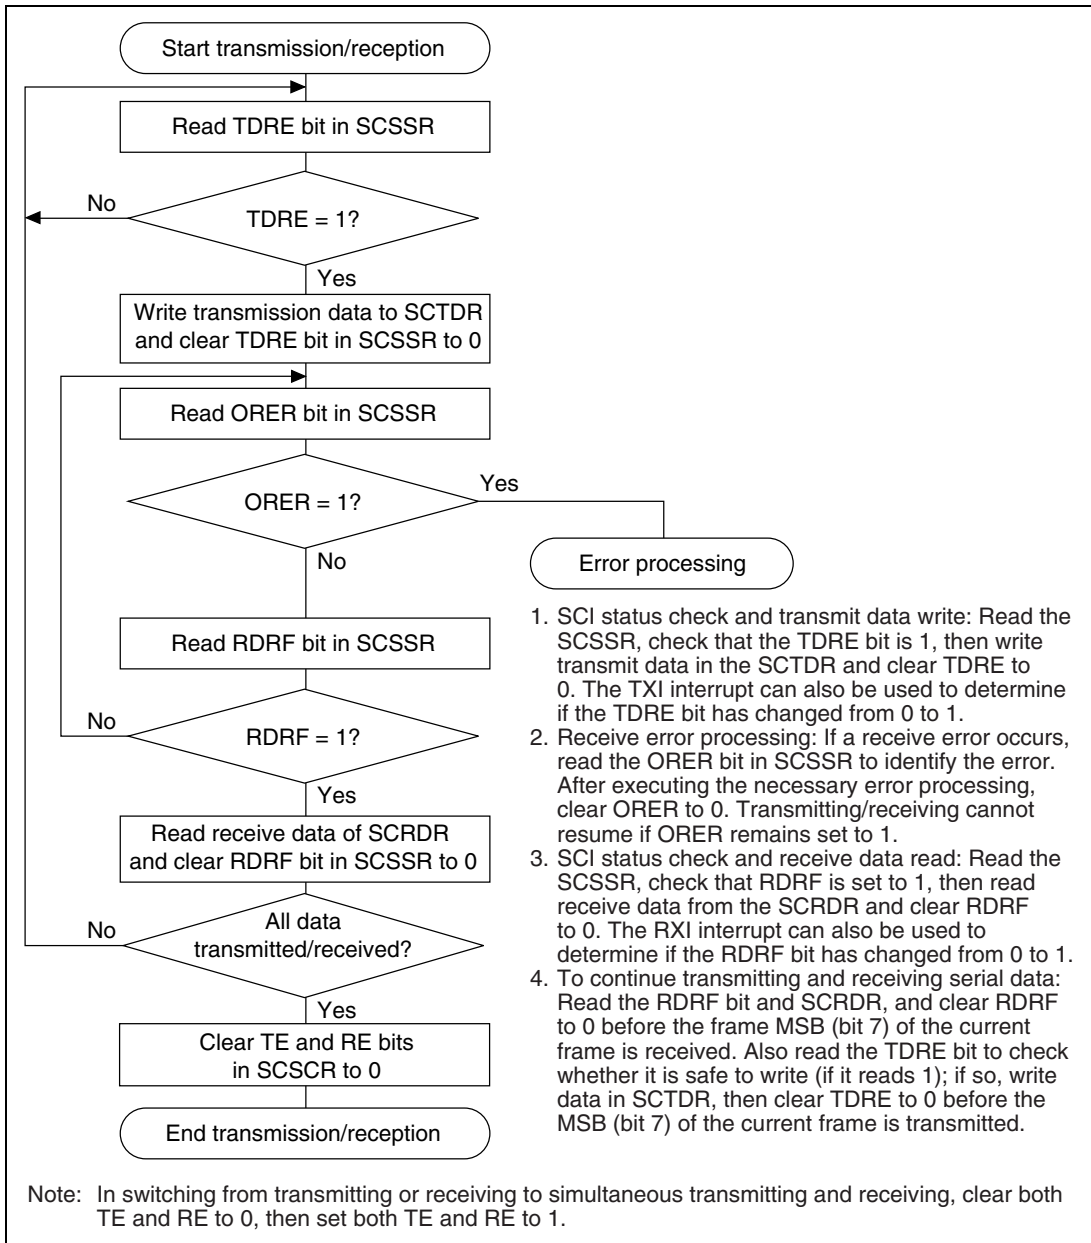 Start transmission/reception
Read TDRE bit in SCSSR
No
TDRE = 1?
Yes
Write transmission data to SCTDR
and clear TDRE bit in SCSSR to 0
Read ORER bit in SCSSR
Yes
ORER = 1?
No
Error processing
Read RDRF bit in SCSSR
No
RDRF = 1?
Yes
Read receive data of SCRDR
and clear RDRF bit in SCSSR to 0
No
All data
transmitted/received?
Yes
Clear TE and RE bits
in SCSCR to 0
End transmission/reception
1. SCI status check and transmit data write: Read the
SCSSR, check that the TDRE bit is 1, then write
transmit data in the SCTDR and clear TDRE to
0. The TXI interrupt can also be used to determine
if the TDRE bit has changed from 0 to 1.
2. Receive error processing: If a receive error occurs,
read the ORER bit in SCSSR to identify the error.
After executing the necessary error processing,
clear ORER to 0. Transmitting/receiving cannot
resume if ORER remains set to 1.
3. SCI status check and receive data read: Read the
SCSSR, check that RDRF is set to 1, then read
receive data from the SCRDR and clear RDRF
to 0. The RXI interrupt can also be used to
determine if the RDRF bit has changed from 0 to 1.
4. To continue transmitting and receiving serial data:
Read the RDRF bit and SCRDR, and clear RDRF
to 0 before the frame MSB (bit 7) of the current
frame is received. Also read the TDRE bit to check
whether it is safe to write (if it reads 1); if so, write
data in SCTDR, then clear TDRE to 0 before the
MSB (bit 7) of the current frame is transmitted.
Note: In switching from transmitting or receiving to simultaneous transmitting and receiving, clear both
TE and RE to 0, then set both TE and RE to 1.